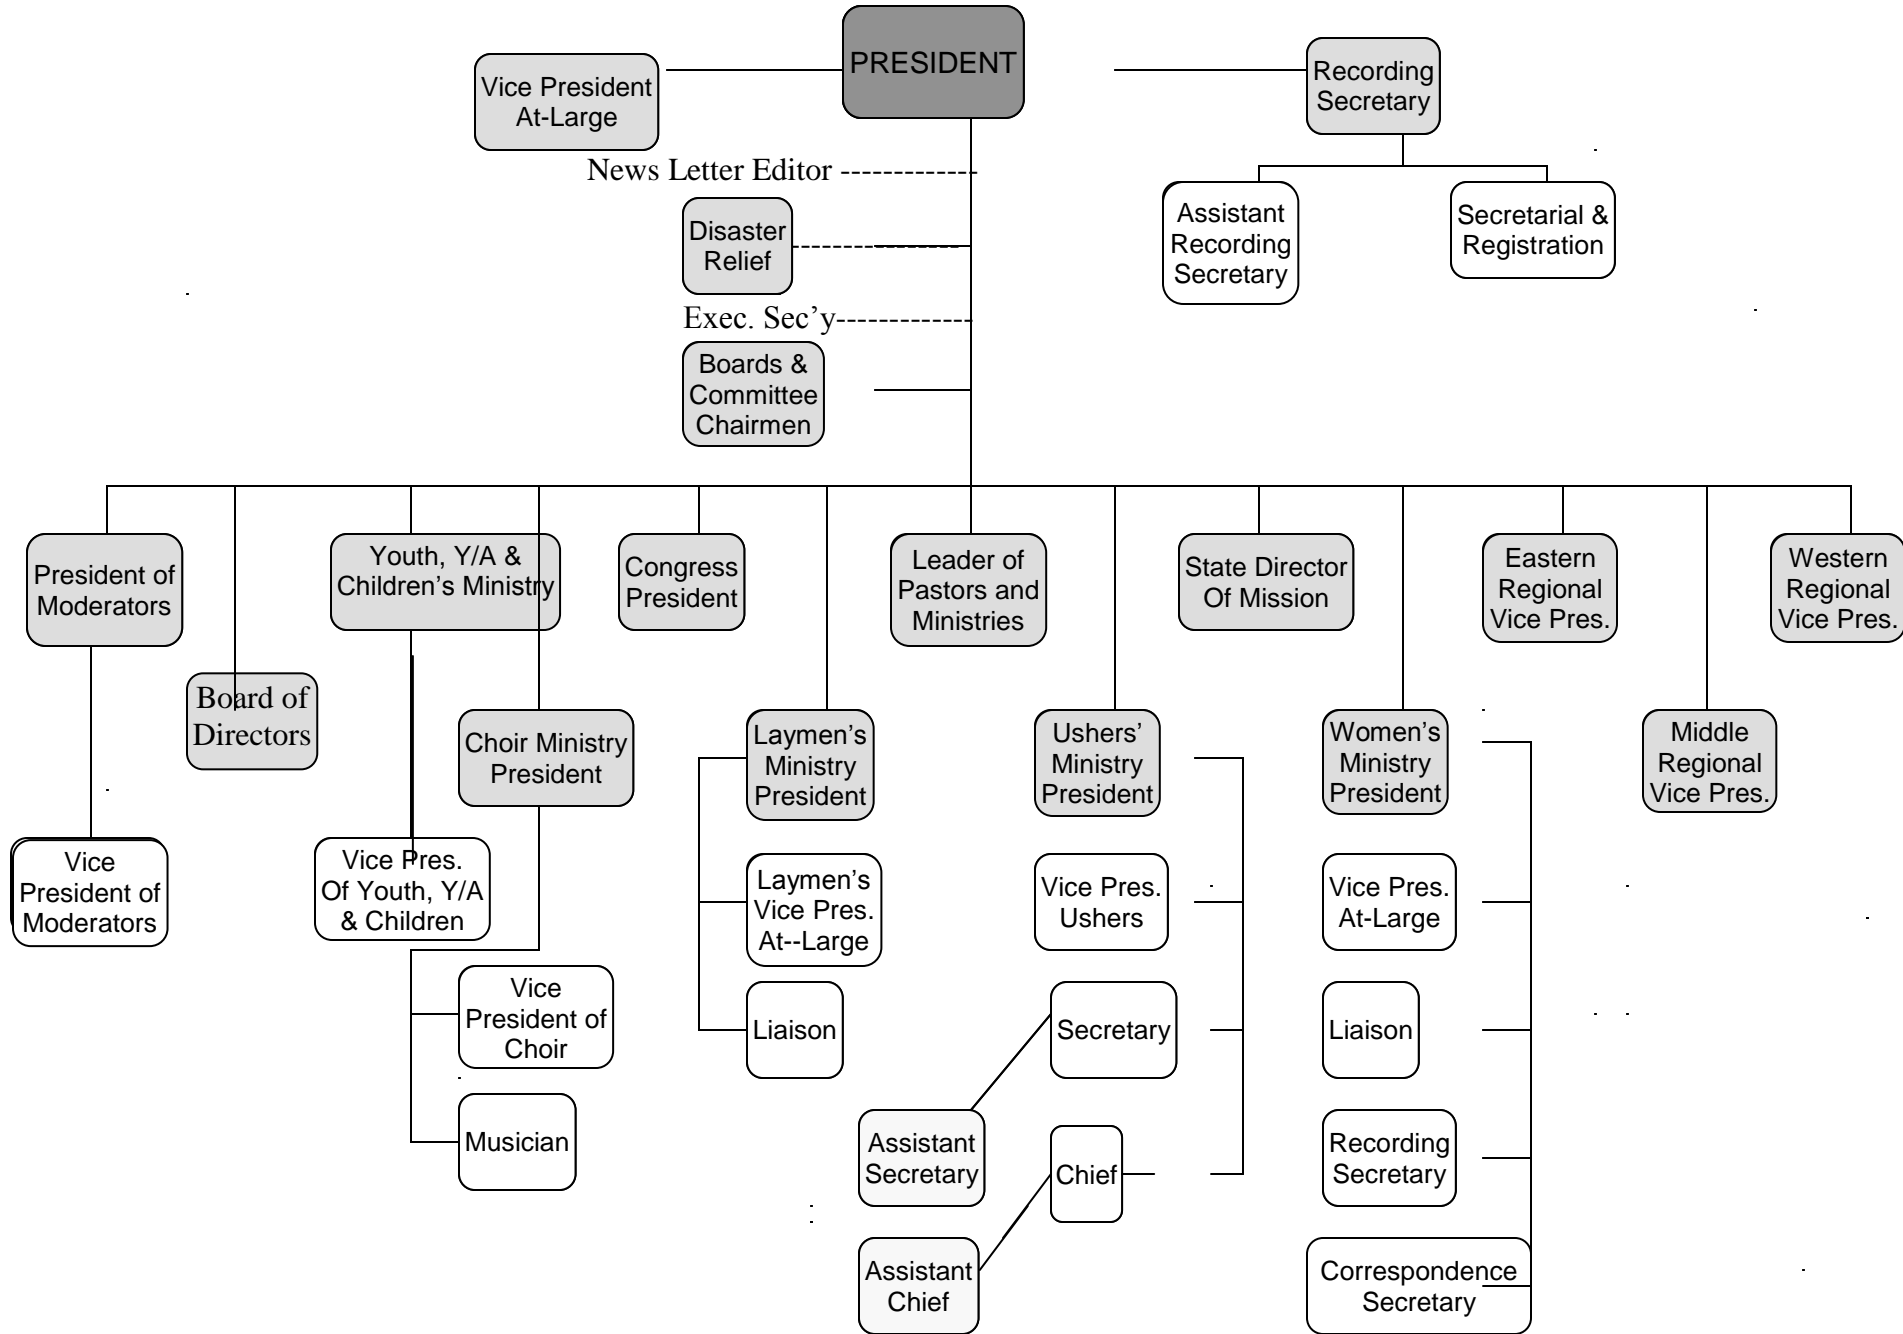 PRESIDENT
Vice President
At-Large
Recording
Secretary
News Letter Editor ------------
Disaster
Relief
Assistant
Recording
Secretary
Secretarial &
Registration
Exec. Sec’y------------
Boards &
Committee
Chairmen
President of
Moderators
Youth, Y/A &
Children’s Ministry
Congress
President
Leader of
Pastors and
Ministries
State Director
Of Mission
Eastern
Regional
Vice Pres.
Western
Regional
Vice Pres.
Board of
Directors
Choir Ministry
President
Laymen’s
Ministry
President
Ushers’
Ministry
President
Women’s
Ministry
President
Middle
Regional
Vice Pres.
Vice
President of
Moderators
Vice Pres.
Of Youth, Y/A
& Children
Laymen’s
Vice Pres.
At--Large
Vice Pres.
Ushers
Vice Pres.
At-Large
Vice
President of
Choir
Liaison
Secretary
Liaison
Musician
Assistant
Secretary
Chief
Recording
Secretary
Assistant
Chief
Correspondence
Secretary